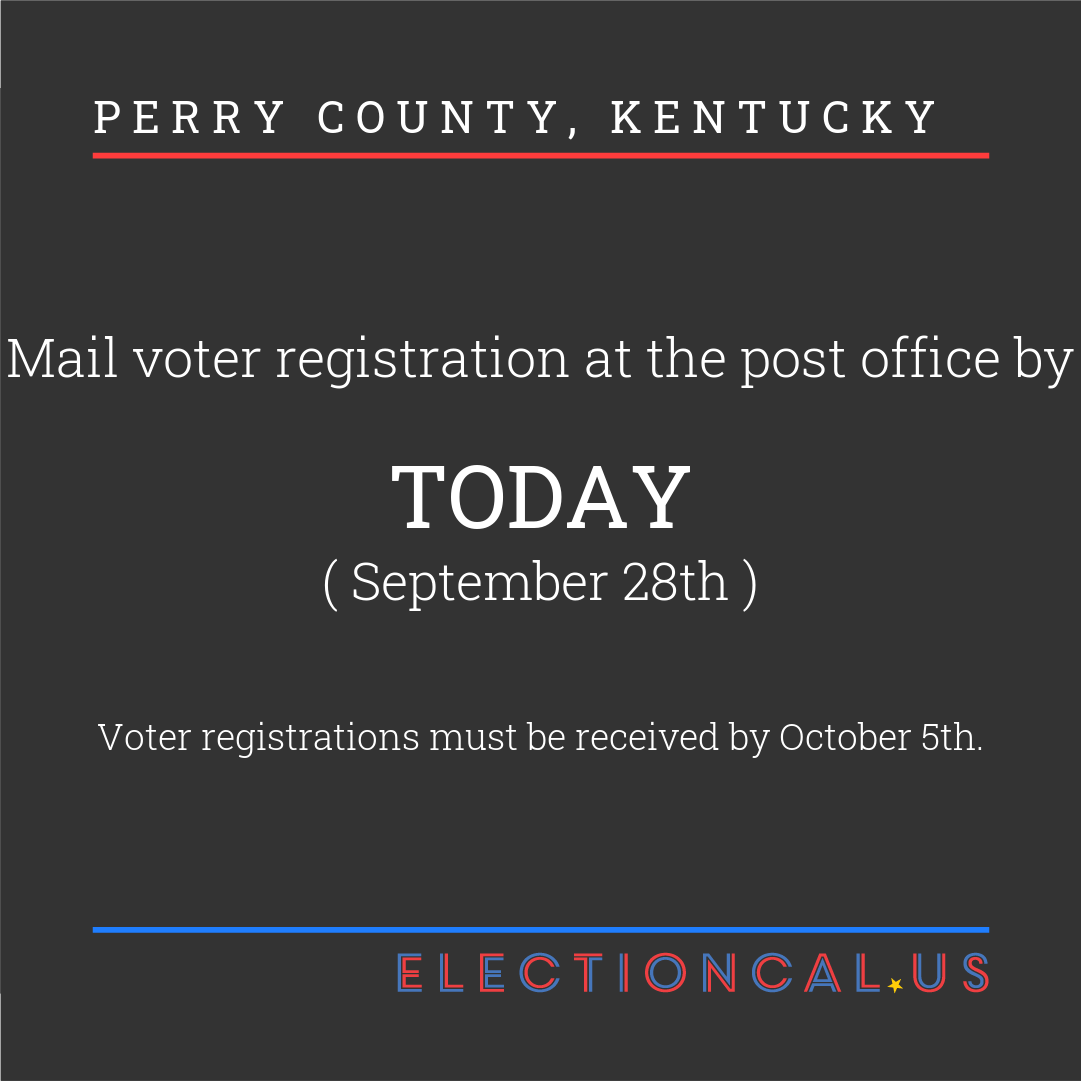 PERRY COUNTY, KENTUCKY
Mail voter registration at the post office by
TODAY
( September 28th )
Voter registrations must be received by October 5th.
ELECTIONCAL.US